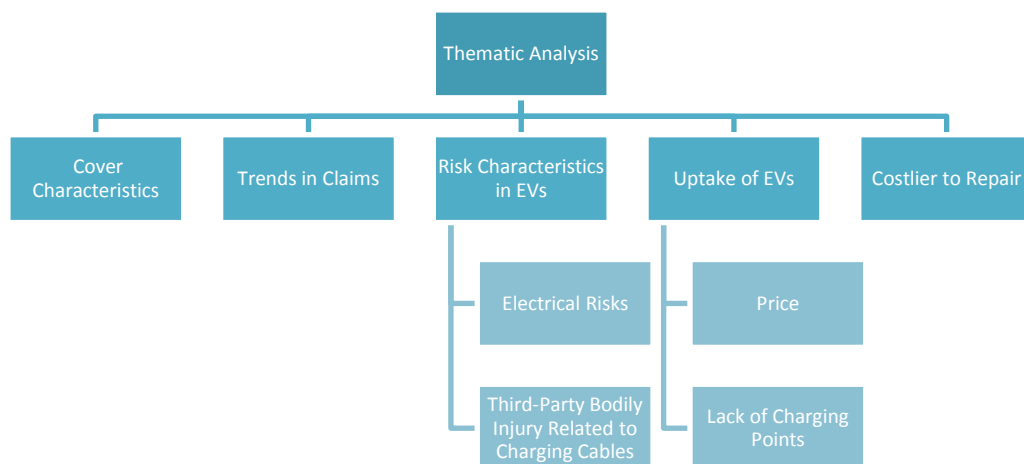 Thematic Analysis
Cover
Characteristics
Trends in Claims
Risk Characteristics
in EVs
Uptake of EVs
Costlier to Repair
Electrical Risks
Price
Third-Party Bodily
Injury Related to
Charging Cables
Lack of Charging
Points